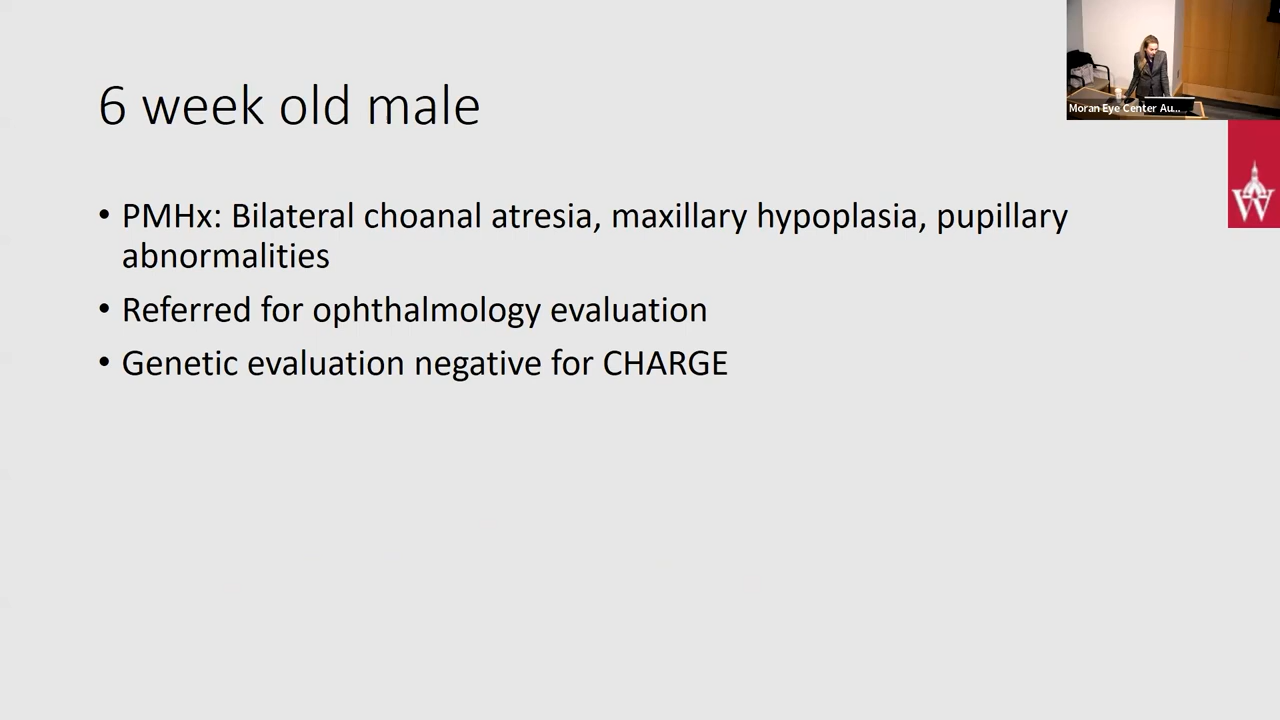 6 week old male
• PMHx: Bilateral choanal atresia, maxillary hypoplasia, pupillary
abnormalities
• Referred for ophthalmology evaluation
• Genetic evaluation negative for CHARGE
Moran Eye Center Au...
W